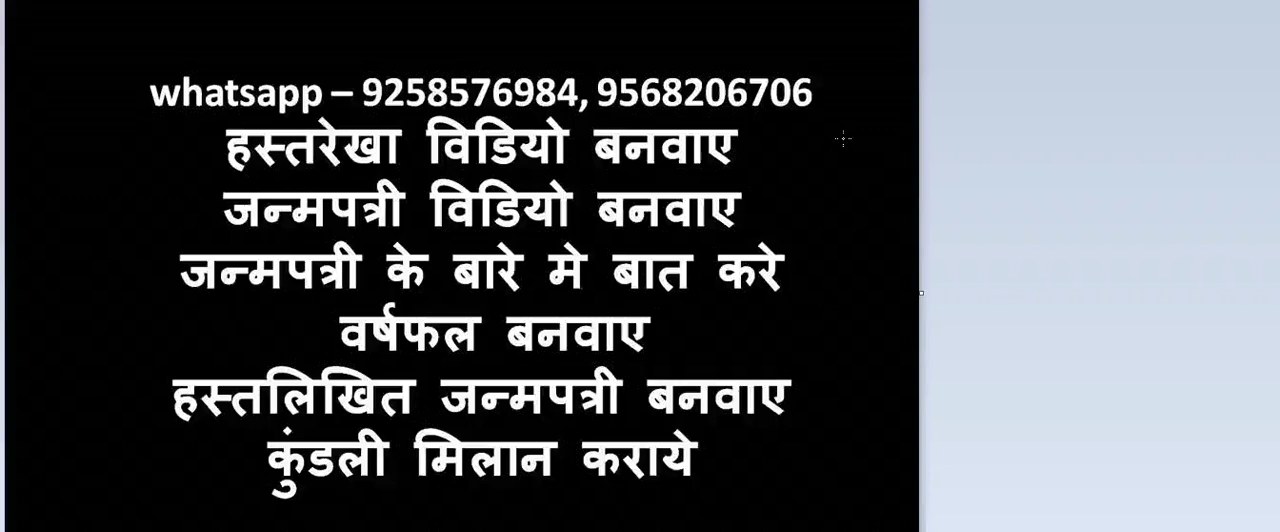 whatsapp – 9258576984, 9568206706
हस्तरेखा विडियो बनवाए
जन्मपत्री विडियो बनवाए
जन्मपत्री के बारे मे बात करे
वर्षफल बनवाए
हस्तलिखित जन्मपत्री बनवाए
कुंडली मिलान कराये